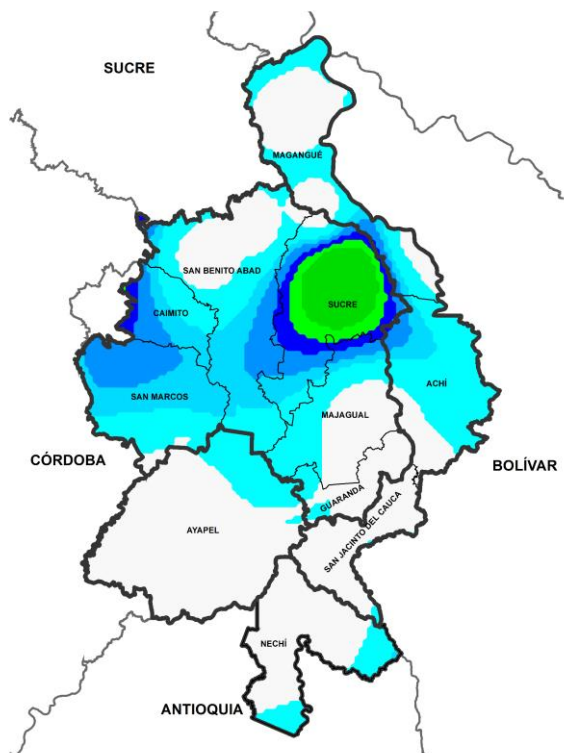 SUCRE
MAGANGUÉ
SAN BENITO ABAD
CAIMITO
SUCRE
ACHÍ
SAN MARCOS
MAJAGUAL
CÓRDOBA
BOLÍVAR
GUARANDA
AYAPEL
SAN JACINTO DEL CAUCA
NECHÍ
ANTIOQUIA